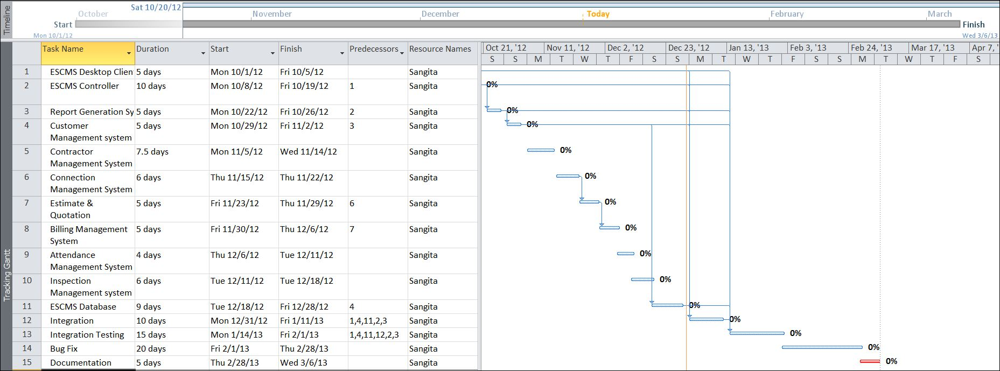 Timeline
Sat 10/20/12
October November December Today February March
Start Finish
Mon 10/1/12 Wed 3/6/13
Tracking Gantt
Task Name Duration Start Finish Predecessors Resource Names
Oct 21, '12 Nov 11, '12 Dec 2, '12 Dec 23, '12 Jan 13, '13 Feb 3, '13 Feb 24, '13 Mar 17, '13 Apr 7, '
S S M T W T F S S M T W T F S S M T W T F S
1 ESCMS Desktop Clien 5 days Mon 10/1/12 Fri 10/5/12 Sangita
2 ESCMS Controller 10 days Mon 10/8/12 Fri 10/19/12 1 Sangita 0%
3 Report Generation Sy 5 days Mon 10/22/12 Fri 10/26/12 2 Sangita 0%
4 Customer 5 days Mon 10/29/12 Fri 11/2/12 3 Sangita 0%
Management system
5 Contractor 7.5 days Mon 11/5/12 Wed 11/14/12 Sangita 0%
Management System
6 Connection 6 days Thu 11/15/12 Thu 11/22/12 Sangita 0%
Management System
7 Estimate & 5 days Fri 11/23/12 Thu 11/29/12 6 Sangita 0%
Quotation
8 Billing Management 5 days Fri 11/30/12 Thu 12/6/12 7 Sangita 0%
System
9 Attendance 4 days Thu 12/6/12 Tue 12/11/12 Sangita 0%
Management System
10 Inspection 6 days Tue 12/11/12 Tue 12/18/12 Sangita 0%
Management system
11 ESCMS Database 9 days Tue 12/18/12 Fri 12/28/12 4 Sangita 0%
12 Integration 10 days Mon 12/31/12 Fri 1/11/13 1,4,11,2,3 Sangita 0%
13 Integration Testing 15 days Mon 1/14/13 Fri 2/1/13 1,4,11,12,2,3 Sangita 0%
14 Bug Fix 20 days Fri 2/1/13 Thu 2/28/13 Sangita 0%
15 Documentation 5 days Thu 2/28/13 Wed 3/6/13 Sangita 0%